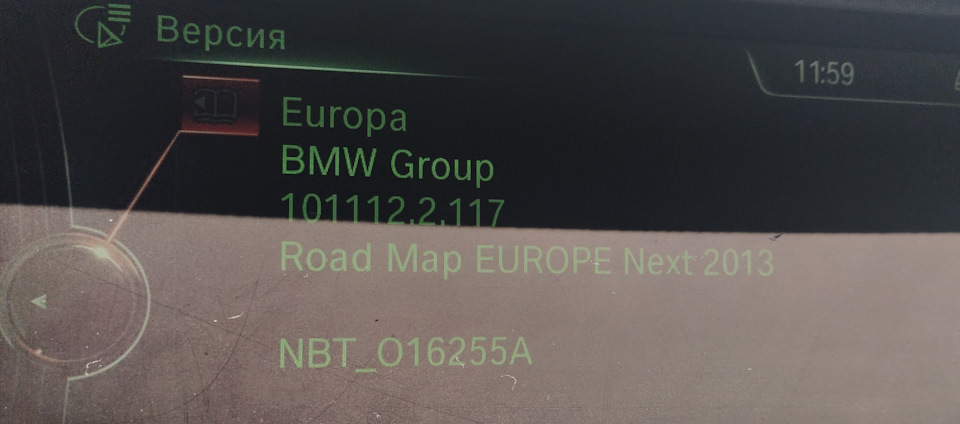 Версия
11:59
Europa
BMW Group
101112.2.117
Road Map EUROPE Next 2013
NBT_O16255A